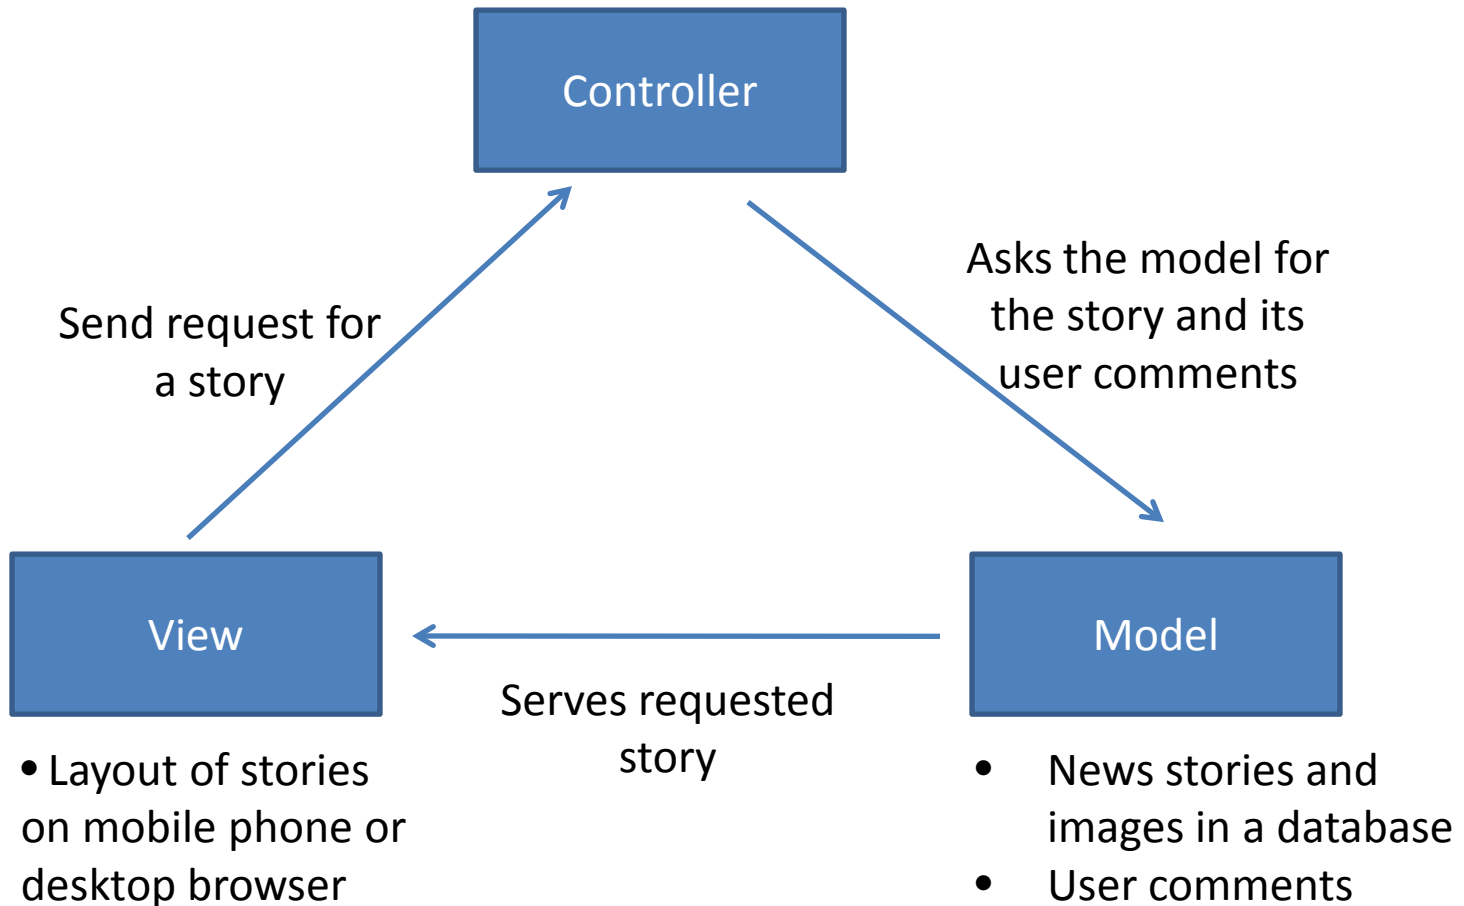 Controller
Asks the model for
the story and its
user comments
Send request for
a story
View
Model
Serves requested
story
• Layout of stories
on mobile phone or
desktop browser
• News stories and
images in a database
• User comments